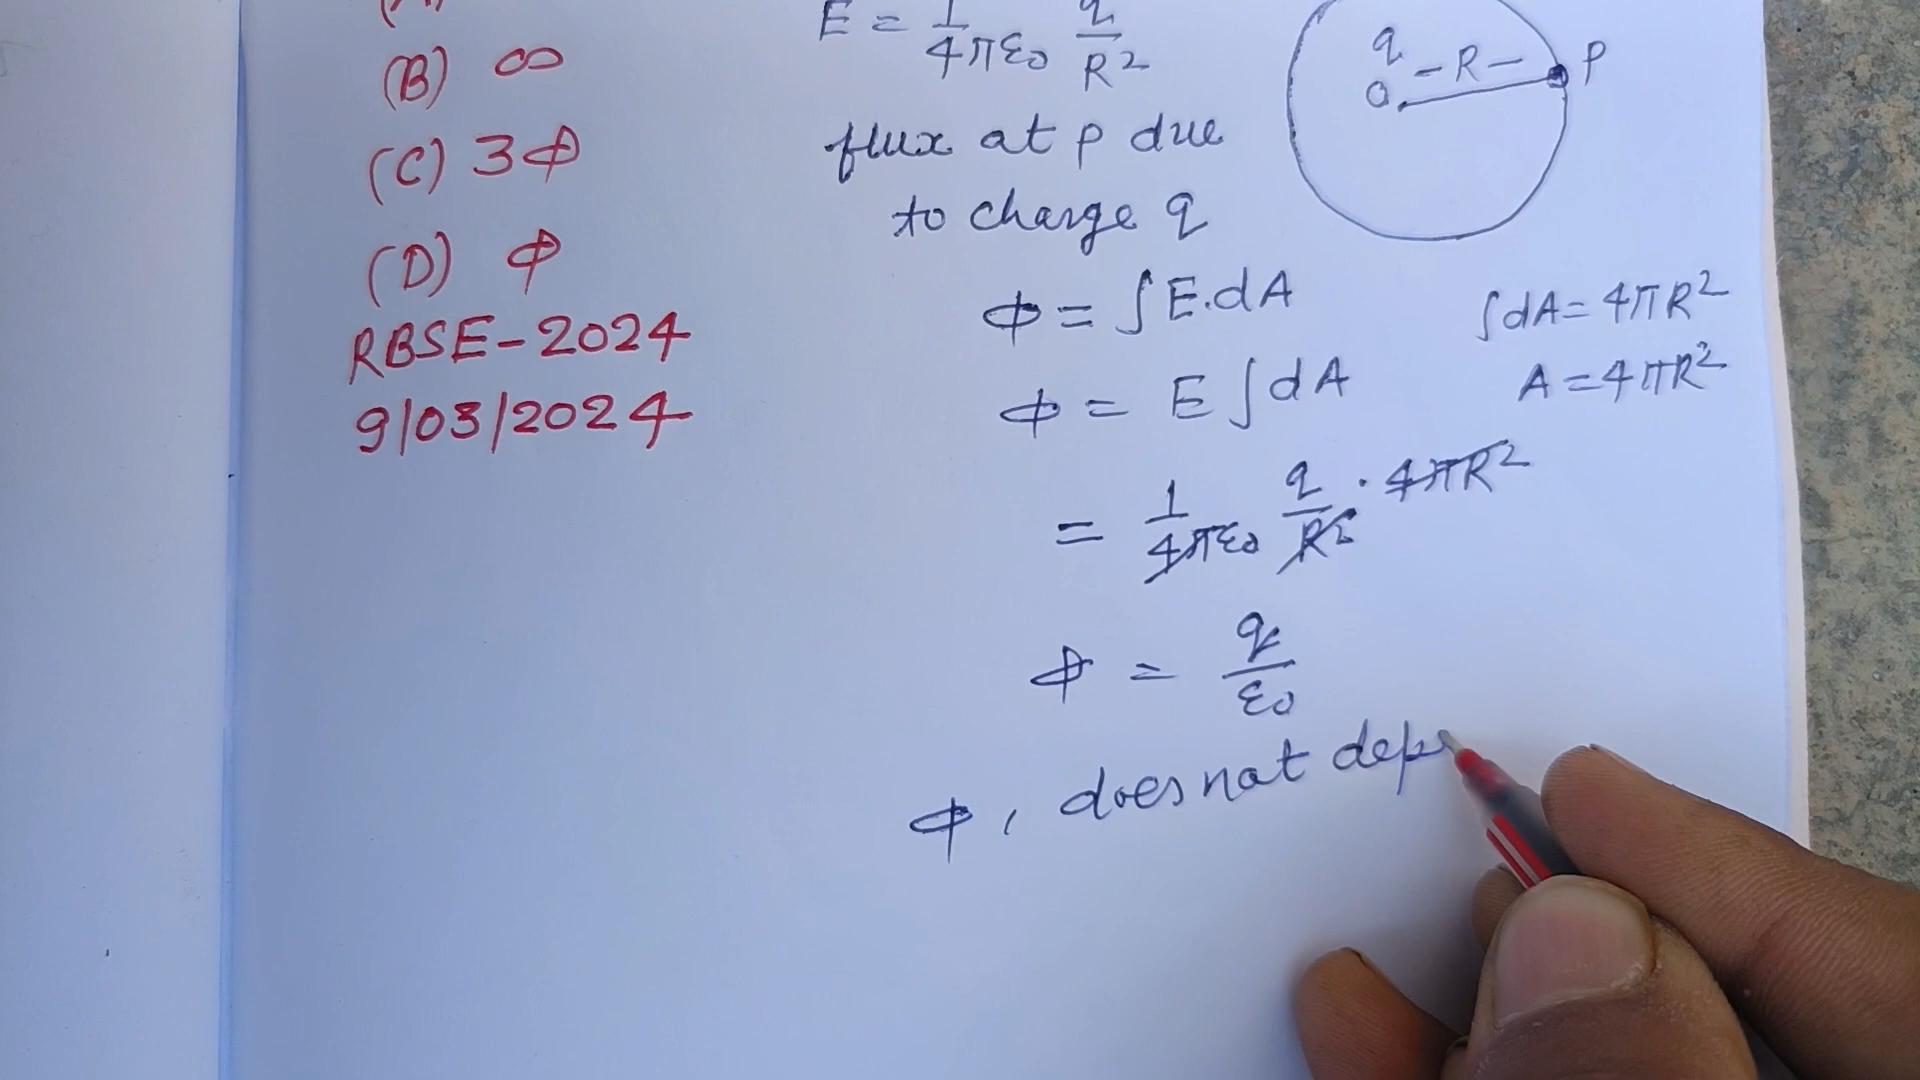 (B) ∞
(C) 3Φ
(D) Φ
RBSE-2024
9/03/2024
E = 1/4πε0 q/R²
flux at p due
to charge q
Φ = ∫E.dA
Φ = E ∫dA
= 1/4πε0 q/R² . 4πR²
Φ = q/ε0
Φ, does not depe
q
O
-R-
P
∫dA = 4πR²
A = 4πR²